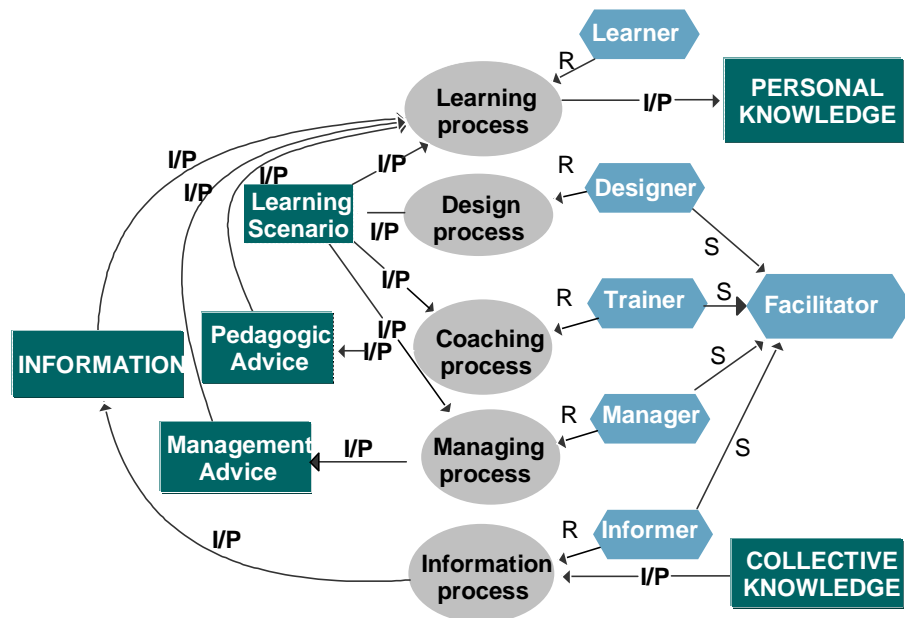 Learner
R
Learning
process
I/P
PERSONAL
KNOWLEDGE
I/P
I/P
I/P
I/P
Learning
Scenario
I/P
Design
process
R
Designer
S
I/P
R
Trainer
S
Facilitator
INFORMATION
Pedagogic
Advice
I/P
I/P
Coaching
process
S
Management
Advice
I/P
Managing
process
R
Manager
S
I/P
Information
process
R
Informer
I/P
COLLECTIVE
KNOWLEDGE